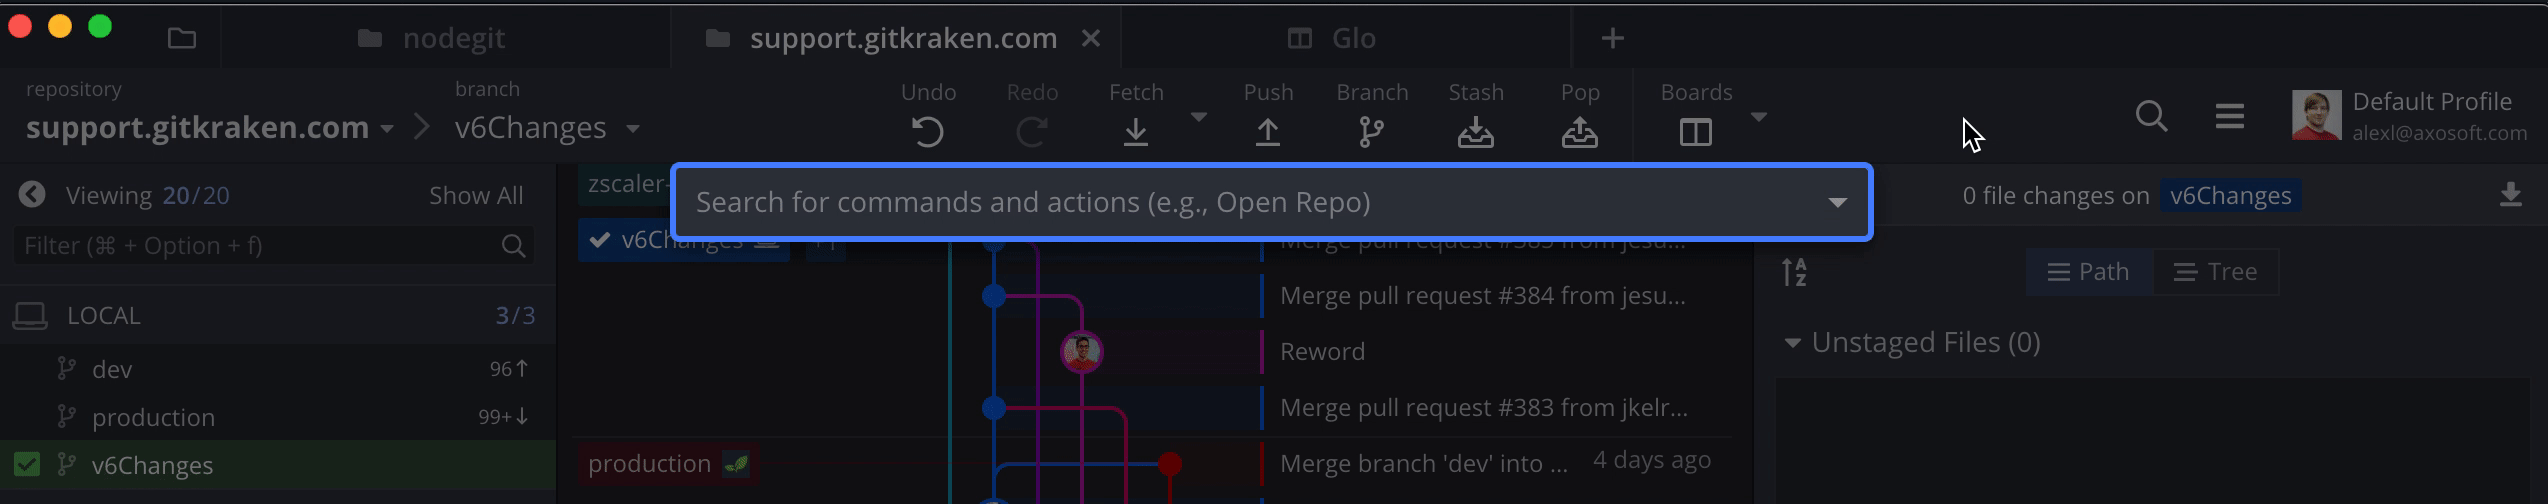 nodegit
support.gitkraken.com
Glo
repository
support.gitkraken.com
branch
v6Changes
Undo
Redo
Fetch
Push
Branch
Stash
Pop
Boards
Default Profile
alexl@axosoft.com
Viewing 20/20
Show All
Filter (⌘ + Option + f)
LOCAL 3/3
dev 96↑
production 99+↓
v6Changes
zscaler-
Search for commands and actions (e.g., Open Repo)
v6Changes
Merge pull request #385 from jesu...
Merge pull request #384 from jesu...
Reword
Merge pull request #383 from jkelr...
production
Merge branch 'dev' into ... 4 days ago
0 file changes on v6Changes
A
Z
Path
Tree
Unstaged Files (0)